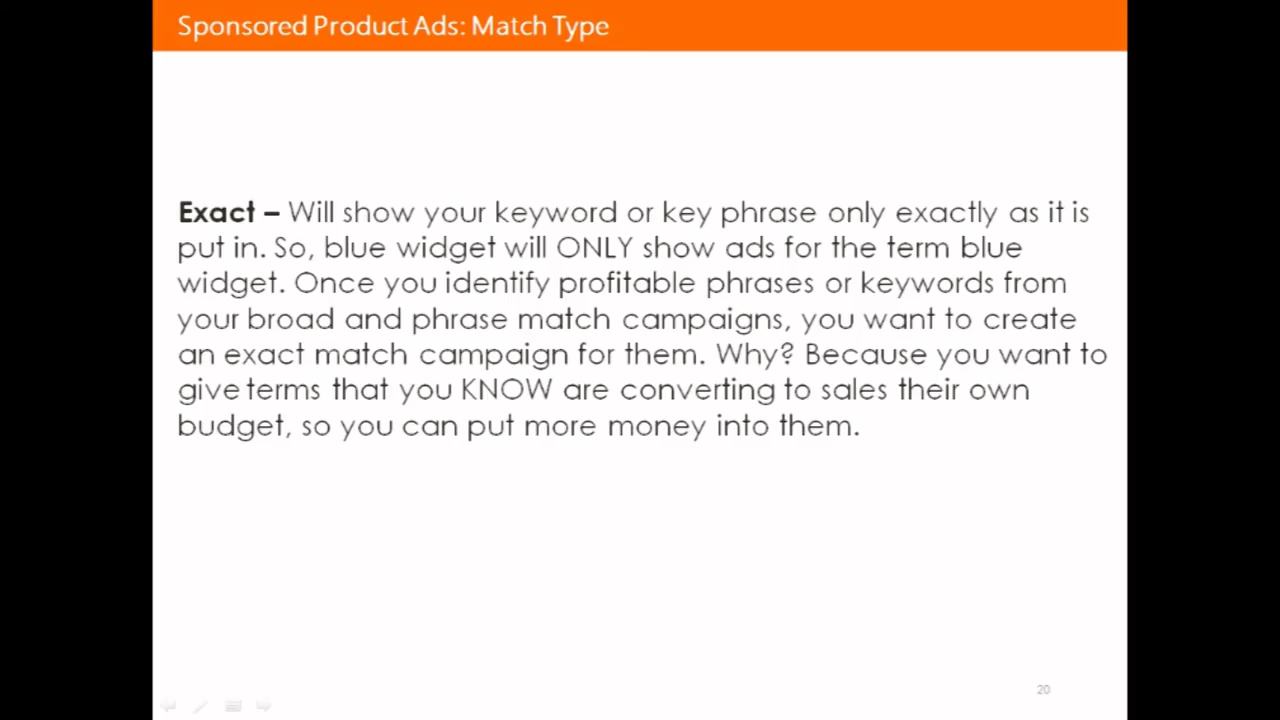 Sponsored Product Ads: Match Type
Exact – Will show your keyword or key phrase only exactly as it is
put in. So, blue widget will ONLY show ads for the term blue
widget. Once you identify profitable phrases or keywords from
your broad and phrase match campaigns, you want to create
an exact match campaign for them. Why? Because you want to
give terms that you KNOW are converting to sales their own
budget, so you can put more money into them.
20